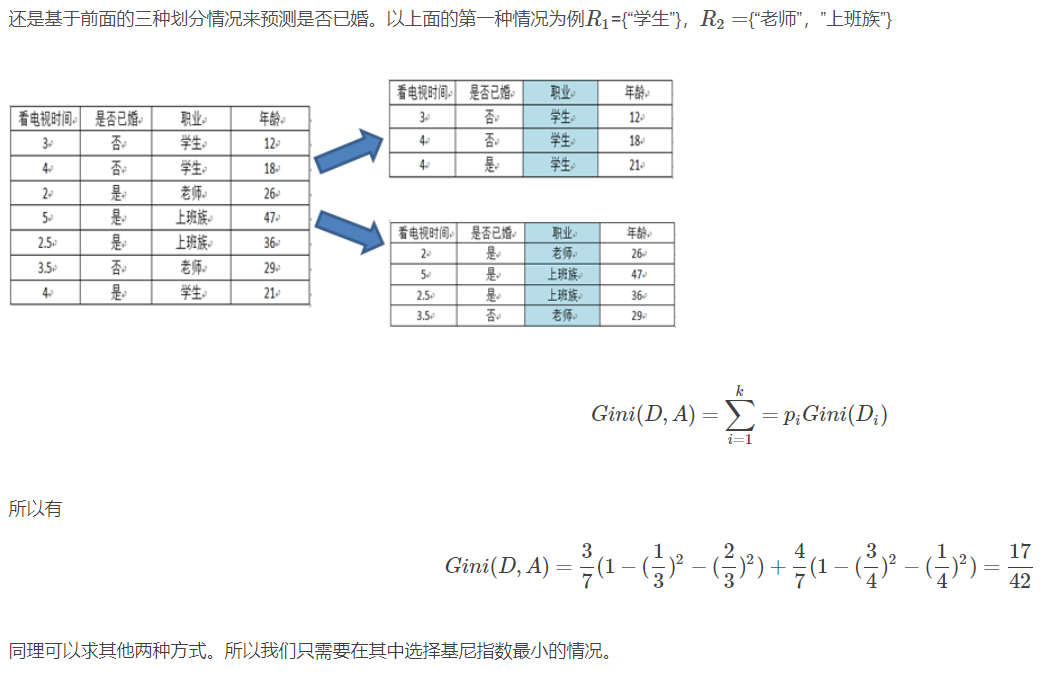 还是基于前面的三种划分情况来预测是否已婚。以上面的第一种情况为例R₁={“学生”}，R₂ ={“老师”，”上班族”}
看电视时间 是否已婚 职业 年龄
3 否 学生 12
4 否 学生 18
2 是 老师 26
5 是 上班族 47
2.5 是 上班族 36
3.5 否 老师 29
4 是 学生 21
看电视时间 是否已婚 职业 年龄
3 否 学生 12
4 否 学生 18
4 是 学生 21
看电视时间 是否已婚 职业 年龄
2 是 老师 26
5 是 上班族 47
2.5 是 上班族 36
3.5 否 老师 29
Gini(D, A) = ∑_{i=1}^{k} = p_iGini(D_i)
所以有
Gini(D, A) = 3/7(1 − (1/3)² − (2/3)²) + 4/7(1 − (3/4)² − (1/4)²) = 17/42
同理可以求其他两种方式。所以我们只需要在其中选择基尼指数最小的情况。